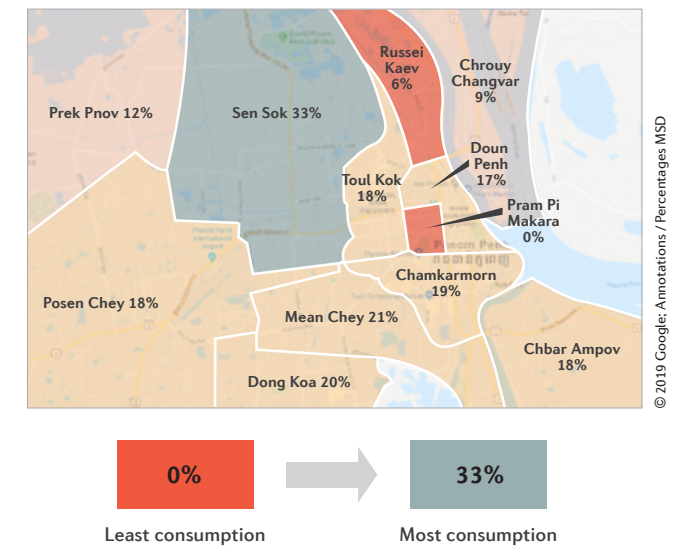 Russei
Kaev
6%
Chrouy
Changvar
9%
Prek Pnov 12%
Sen Sok 33%
Doun
Penh
17%
Toul Kok
18%
Pram Pi
Makara
0%
Chamkarmorn
19%
Posen Chey 18%
Mean Chey 21%
Chbar Ampov
18%
Dong Koa 20%
© 2019 Google; Annotations / Percentages MSD
0%
33%
Least consumption
Most consumption